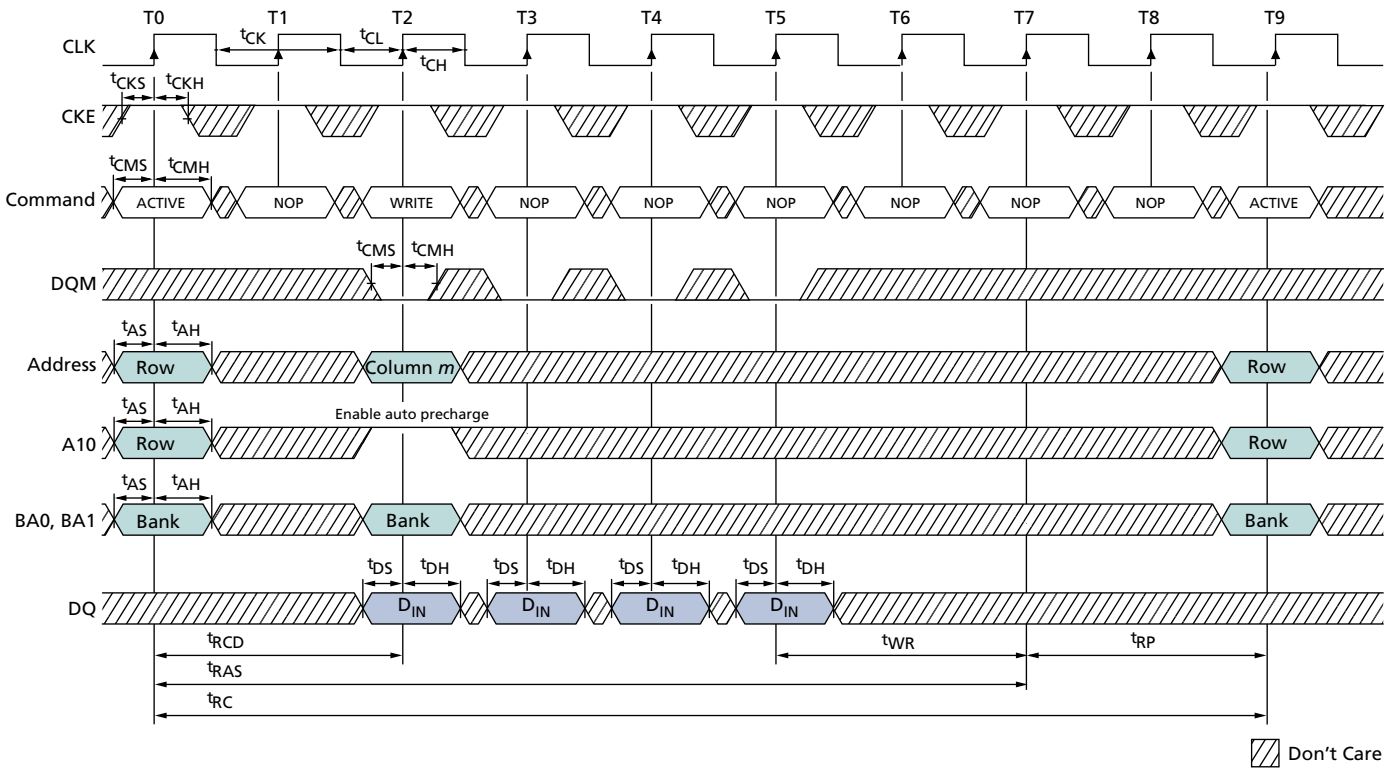 T0 T1 T2 T3 T4 T5 T6 T7 T8 T9
CLK tCK tCL tCH
tCKS tCKH
CKE
tCMS tCMH
Command ACTIVE NOP WRITE NOP NOP NOP NOP NOP NOP ACTIVE
tCMS tCMH
DQM
tAS tAH
Address Row Column m Row
tAS tAH Enable auto precharge
A10 Row Row
tAS tAH
BA0, BA1 Bank Bank Bank
tDS tDH tDS tDH tDS tDH tDS tDH
DQ DIN DIN DIN DIN
tRCD tWR tRP
tRAS
tRC
Don't Care